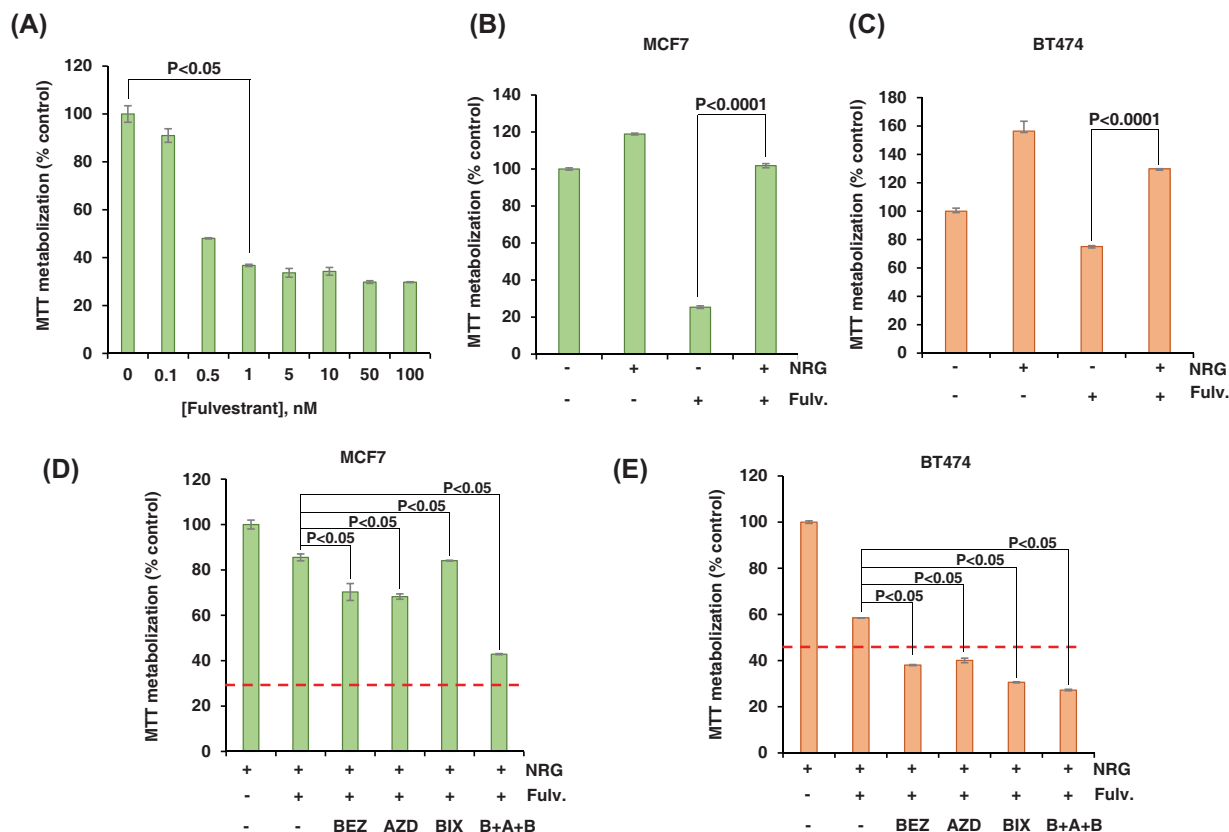 (A)
MTT metabolization (% control)
120
100
80
60
40
20
0
P<0.05
0 0.1 0.5 1 5 10 50 100
[Fulvestrant], nM
(B)
MCF7
MTT metabolization (% control)
140
120
100
80
60
40
20
0
P<0.0001
- + - + NRG
- - + + Fulv.
(C)
BT474
MTT metabolization (% control)
180
160
140
120
100
80
60
40
20
0
P<0.0001
- + - + NRG
- - + + Fulv.
(D)
MCF7
MTT metabolization (% control)
120
100
80
60
40
20
0
P<0.05
P<0.05
P<0.05
P<0.05
+ + + + + + NRG
- + + + + + Fulv.
- - BEZ AZD BIX B+A+B
(E)
BT474
MTT metabolization (% control)
120
100
80
60
40
20
0
P<0.05
P<0.05
P<0.05
P<0.05
+ + + + + + NRG
- + + + + + Fulv.
- - BEZ AZD BIX B+A+B